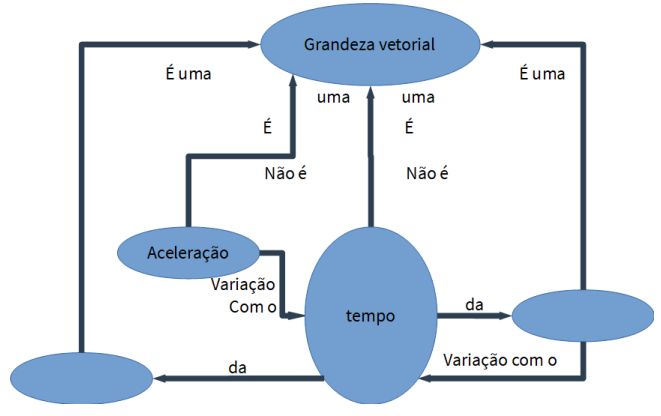 Grandeza vetorial
É uma
É uma
uma
uma
É
É
Não é
Não é
Aceleração
Variação
Com o
tempo
da
Variação com o
da